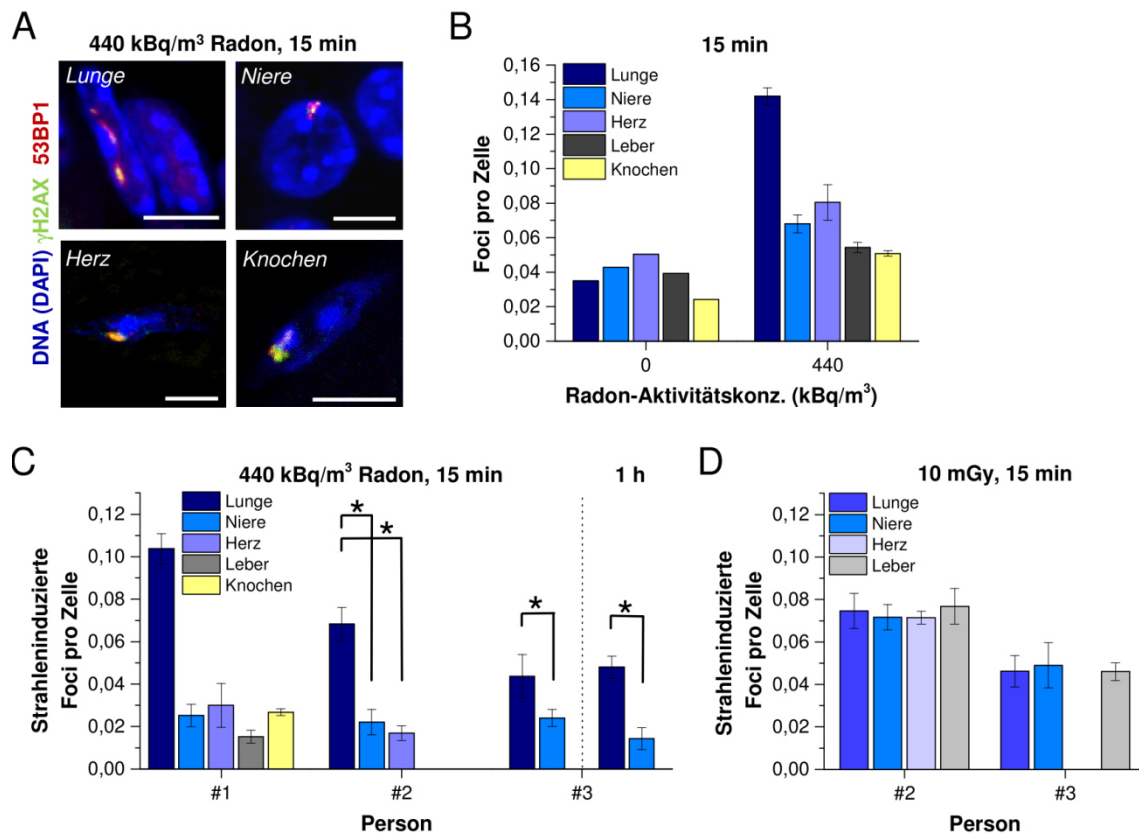 A
440 kBq/m³ Radon, 15 min
DNA (DAPI) γH2AX 53BP1
Lunge
Niere
Herz
Knochen
B
15 min
Foci pro Zelle
0,16
0,14
0,12
0,10
0,08
0,06
0,04
0,02
0,00
Lunge
Niere
Herz
Leber
Knochen
0
440
Radon-Aktivitätskonz. (kBq/m³)
C
440 kBq/m³ Radon, 15 min
1 h
Strahleninduzierte
Foci pro Zelle
0,12
0,10
0,08
0,06
0,04
0,02
0,00
Lunge
Niere
Herz
Leber
Knochen
*
*
*
*
#1
#2
#3
Person
D
10 mGy, 15 min
Strahleninduzierte
Foci pro Zelle
0,12
0,10
0,08
0,06
0,04
0,02
0,00
Lunge
Niere
Herz
Leber
#2
#3
Person